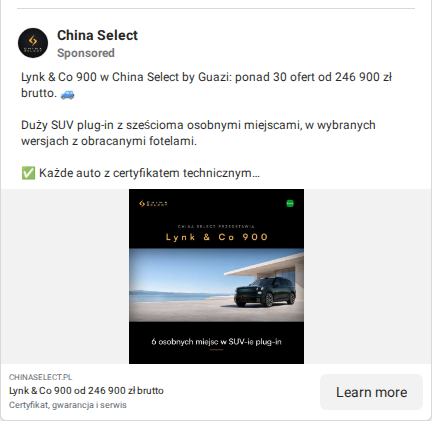 China Select
Sponsored
Lynk & Co 900 w China Select by Guazi: ponad 30 ofert od 246 900 zł
brutto. 🚙
Duży SUV plug-in z sześcioma osobnymi miejscami, w wybranych
wersjach z obracanymi fotelami.
✅ Każde auto z certyfikatem technicznym...
CHINA SELECT PRZEDSTAWIA
Lynk & Co 900
6 osobnych miejsc w SUV-ie plug-in
CHINASELECT.PL
Lynk & Co 900 od 246 900 zł brutto
Certyfikat, gwarancja i serwis
Learn more